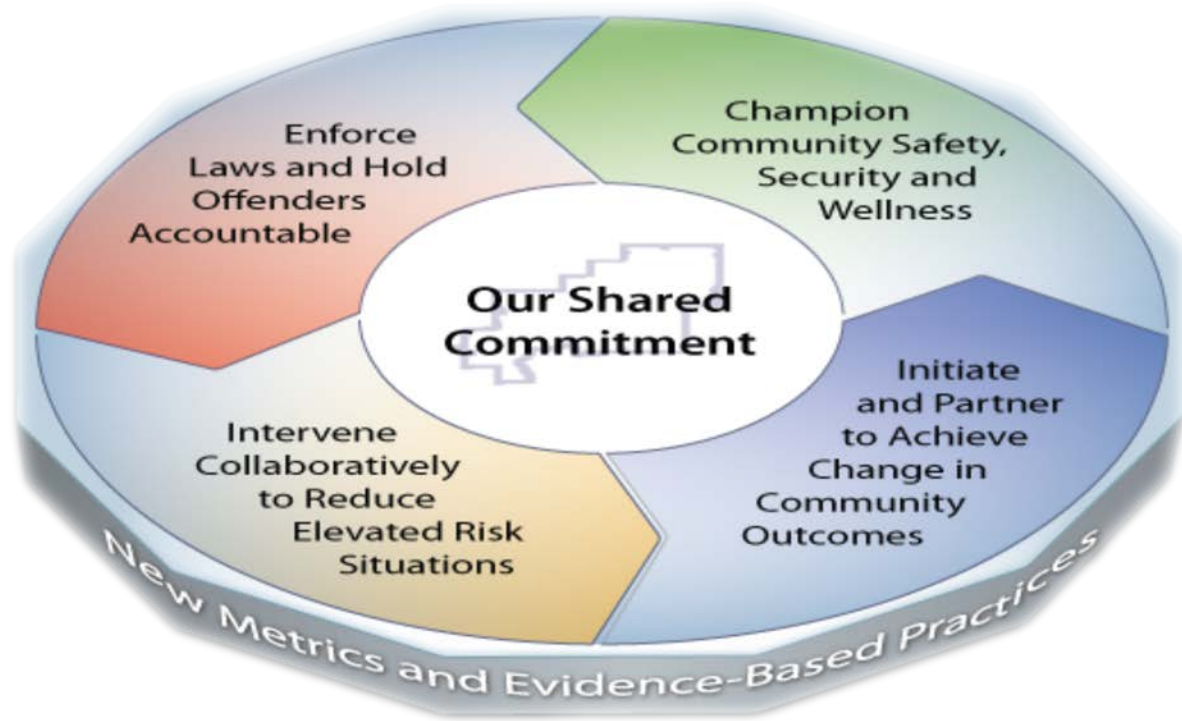 Enforce
Laws and Hold
Offenders
Accountable
Champion
Community Safety,
Security and
Wellness
Our Shared
Commitment
Intervene
Collaboratively
to Reduce
Elevated Risk
Situations
Initiate
and Partner
to Achieve
Change in
Community
Outcomes
New Metrics and Evidence-Based Practices